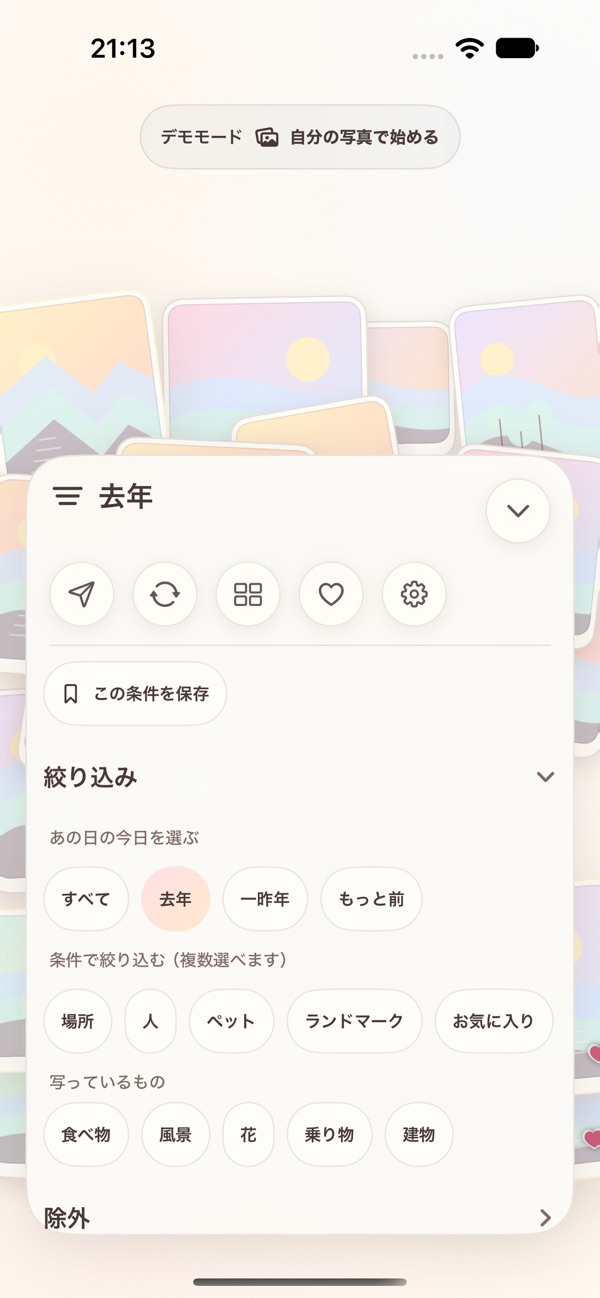 21:13
デモモード 自分の写真で始める
去年
この条件を保存
絞り込み
あの日の今日を選ぶ
すべて 去年 一昨年 もっと前
条件で絞り込む（複数選べます）
場所 人 ペット ランドマーク お気に入り
写っているもの
食べ物 風景 花 乗り物 建物
除外